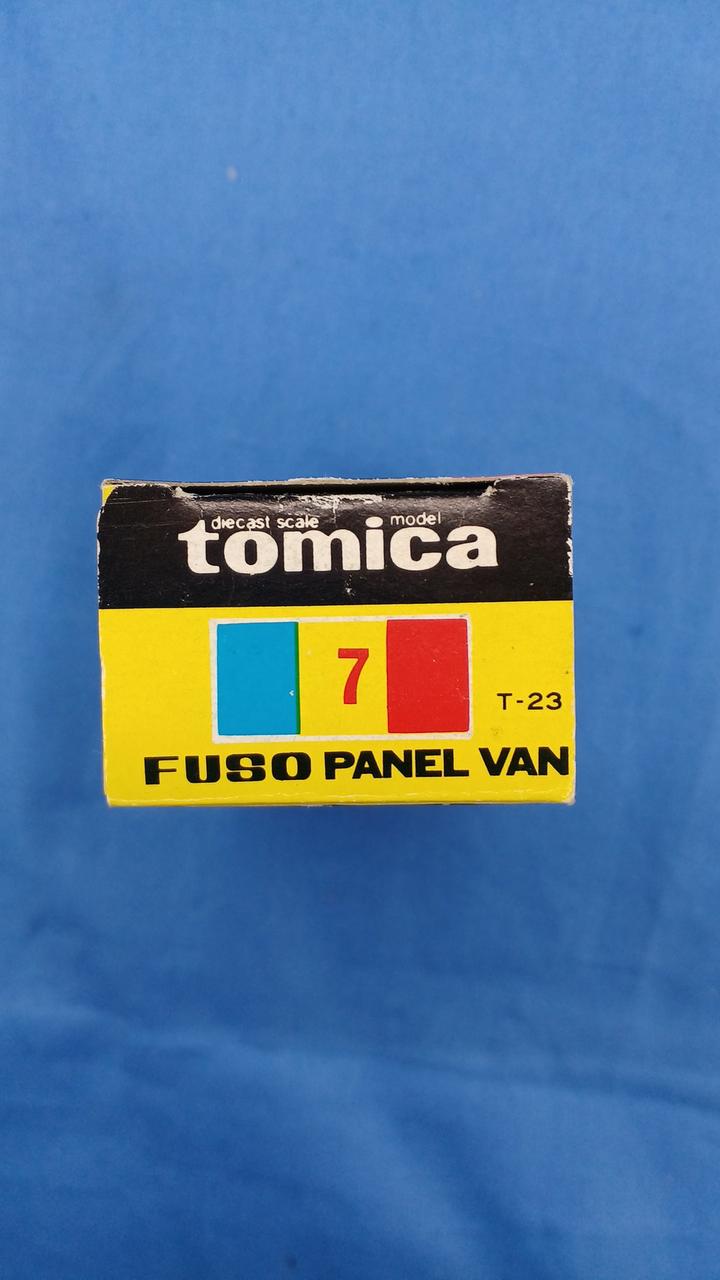 diecast scale model
tomica
7
T-23
FUSO PANEL VAN